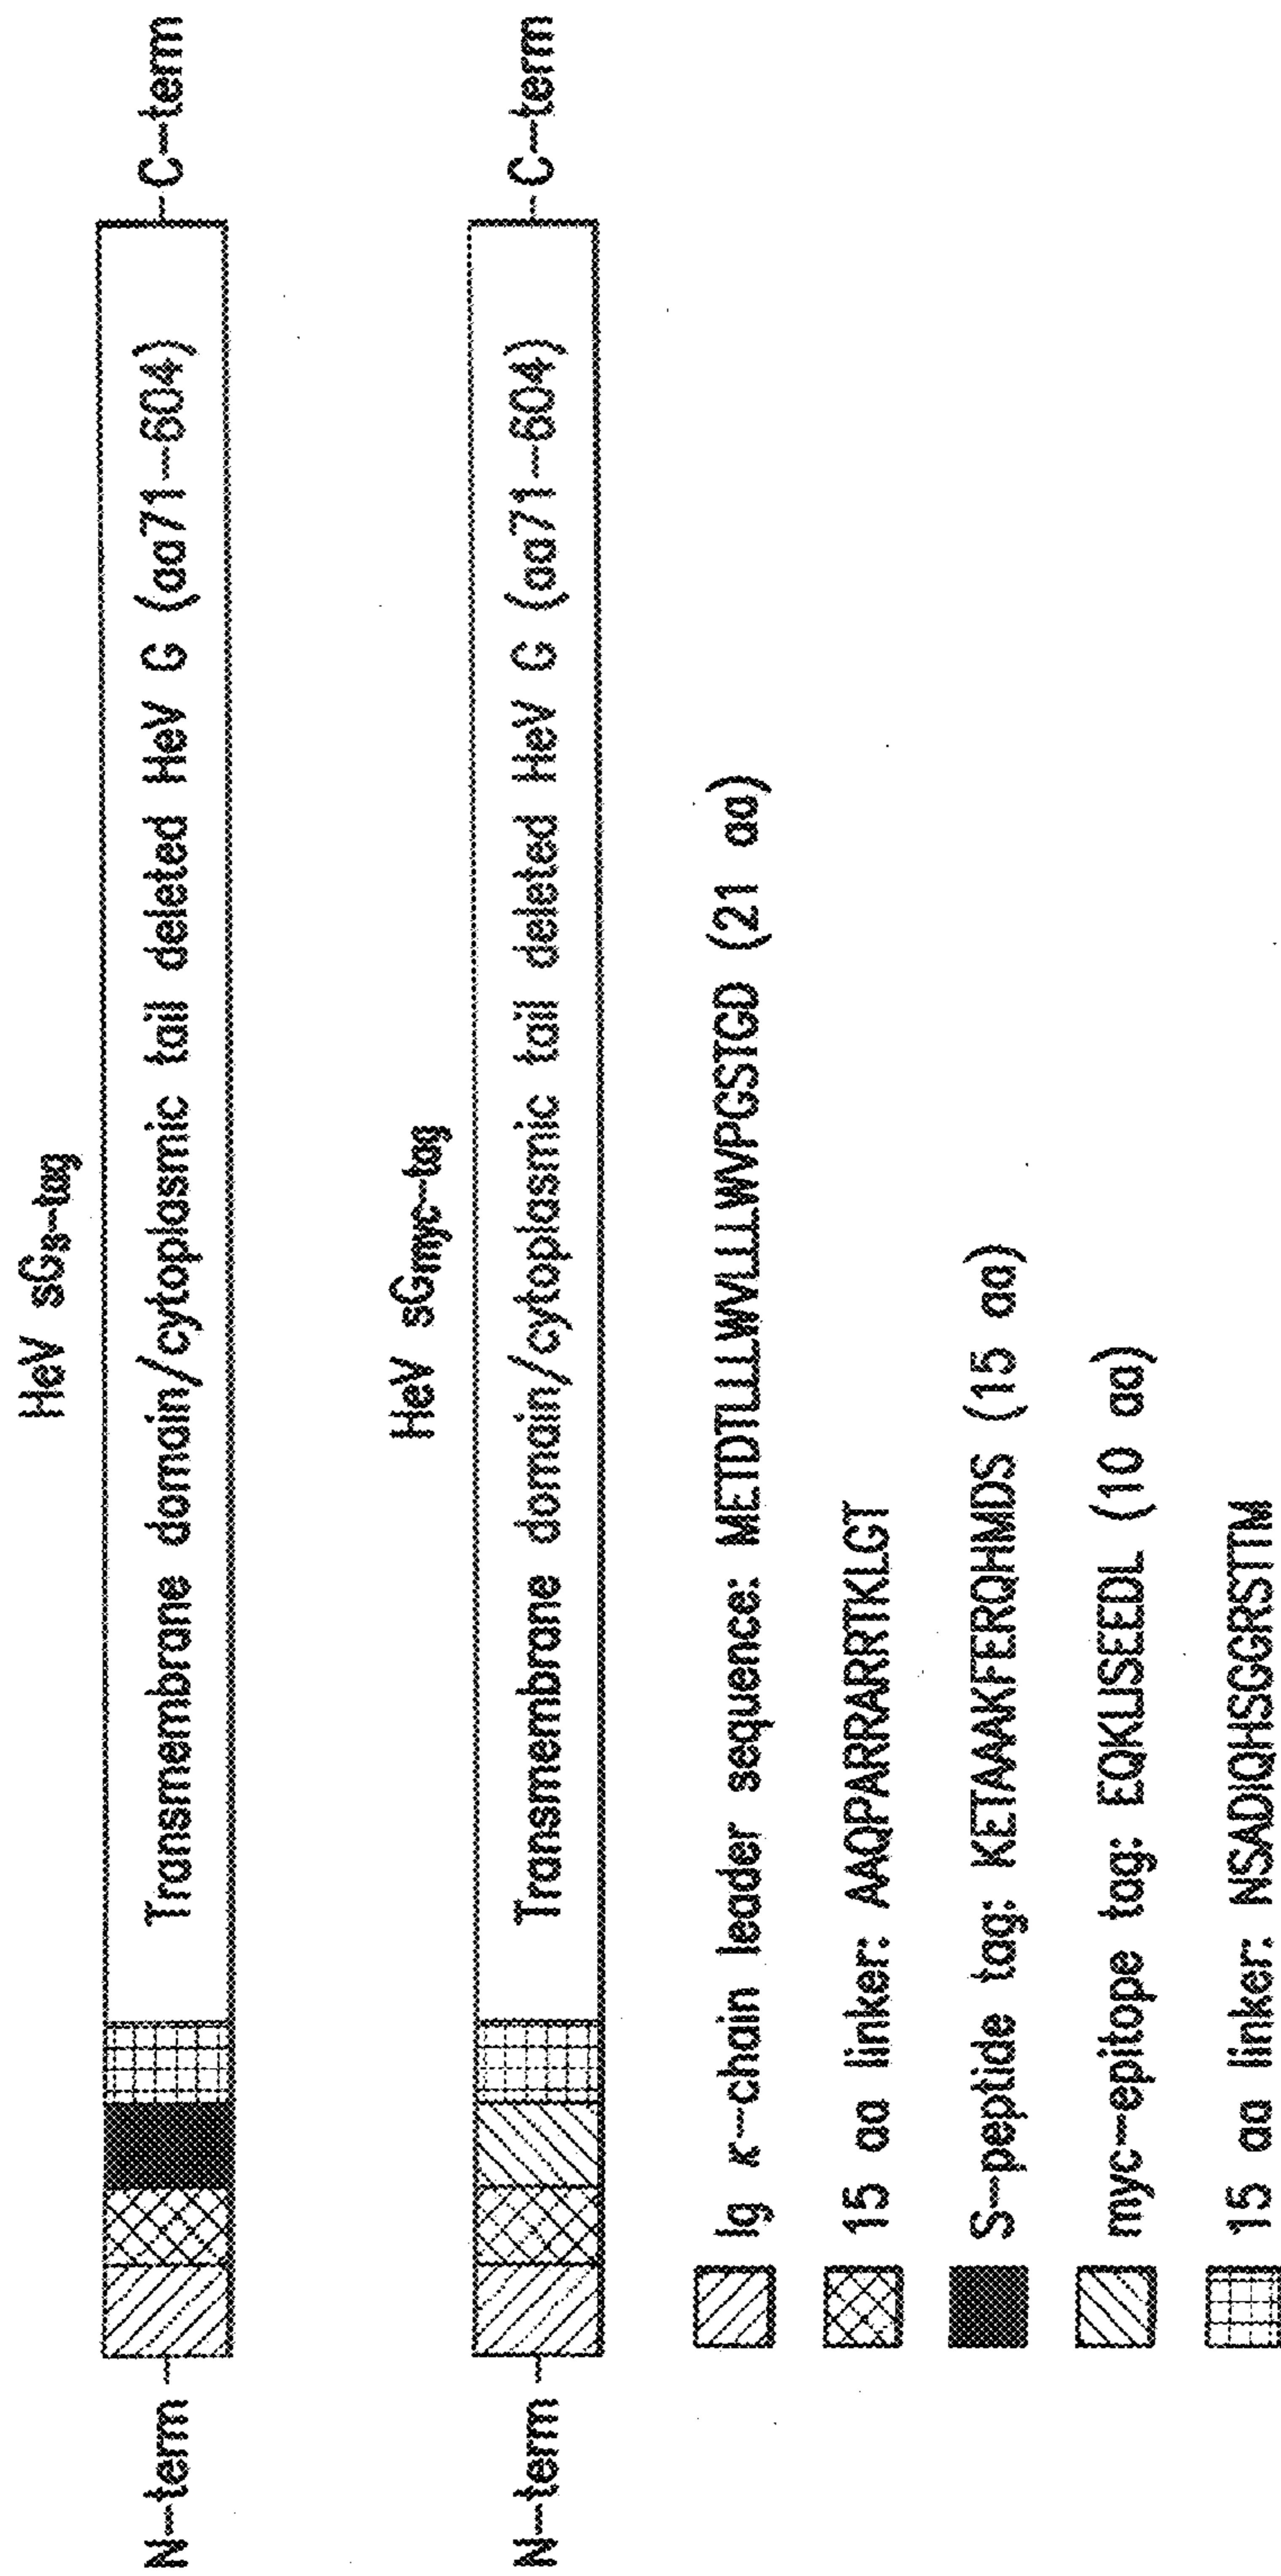 HeV sGs-tag
N-term
Transmembrane domain/cytoplasmic tail deleted HeV G (aa71-604)
C-term
HeV sGmyc-tag
N-term
Transmembrane domain/cytoplasmic tail deleted HeV G (aa71-604)
C-term
Ig κ-chain leader sequence: METDTLLLWVLLLWVPGSTGD (21 aa)
15 aa linker: AAQPARRARRTKLGT
S-peptide tag: KETAAAKFERQHMDS (15 aa)
myc-epitope tag: EQKLISEEDL (10 aa)
15 aa linker: NSADIQHSGGRSTTM